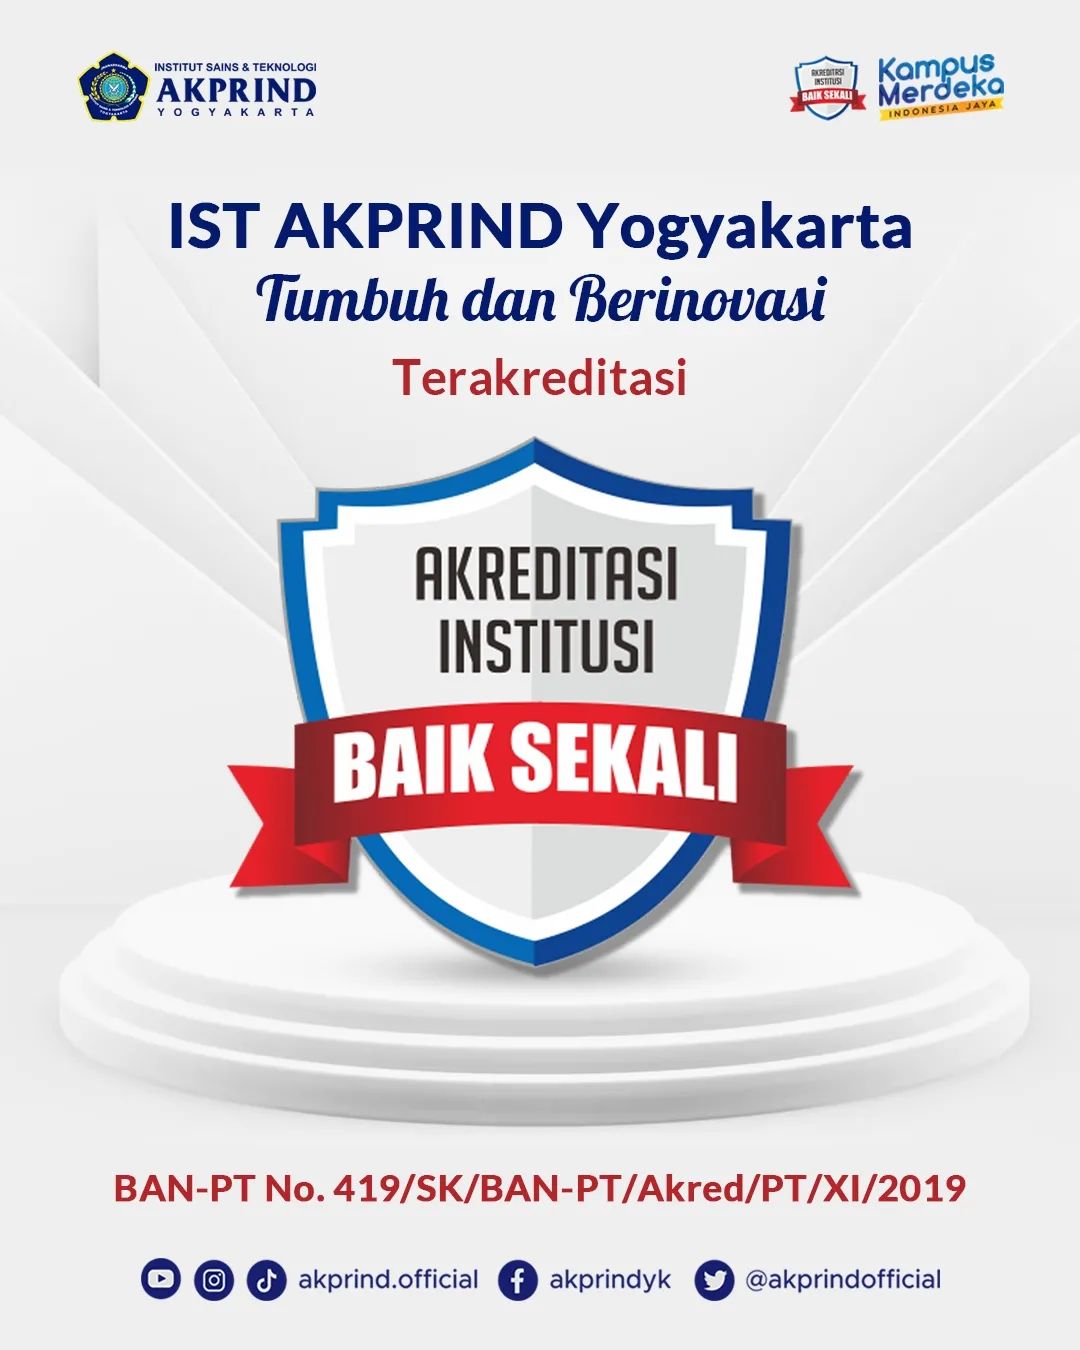 INSTITUT SAINS & TEKNOLOGI
AKPRIND
YOGYAKARTA
AKREDITASI
INSTITUSI
BAIK SEKALI
Kampus
Merdeka
INDONESIA JAYA
IST AKPRIND Yogyakarta
Tumbuh dan Berinovasi
Terakreditasi
AKREDITASI
INSTITUSI
BAIK SEKALI
BAN-PT No. 419/SK/BAN-PT/Akred/PT/XI/2019
akprind.official akprindyk @akprindofficial